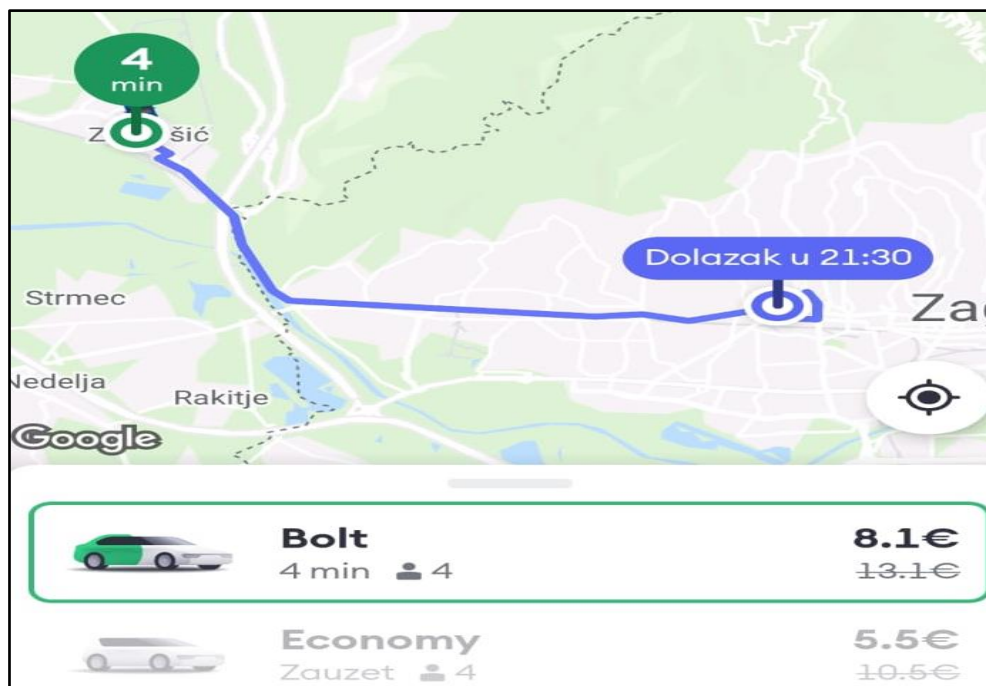 4
min
Z šić
Dolazak u 21:30
Strmec
Zag
Nedelja
Rakitje
Google
Bolt
8.1€
4 min 4
13.1€
Economy
5.5€
Zauzet 4
10.5€